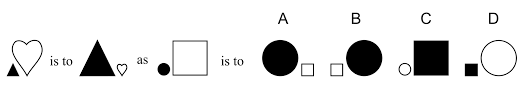 A B C D
is to as is to